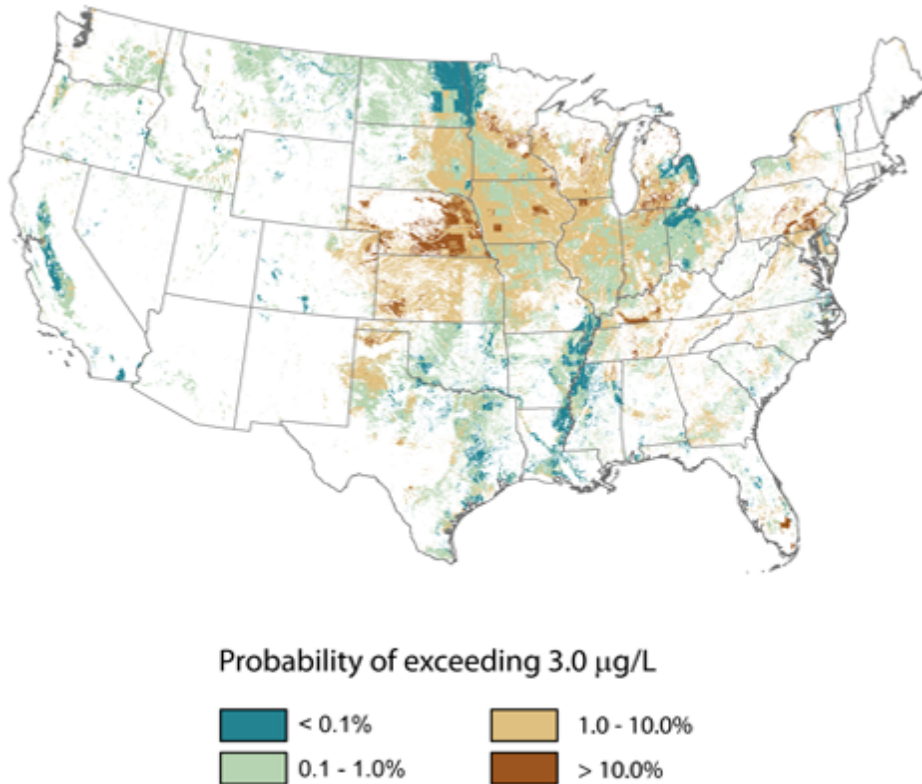 Probability of exceeding 3.0 µg/L
< 0.1%
1.0 - 10.0%
0.1 - 1.0%
> 10.0%